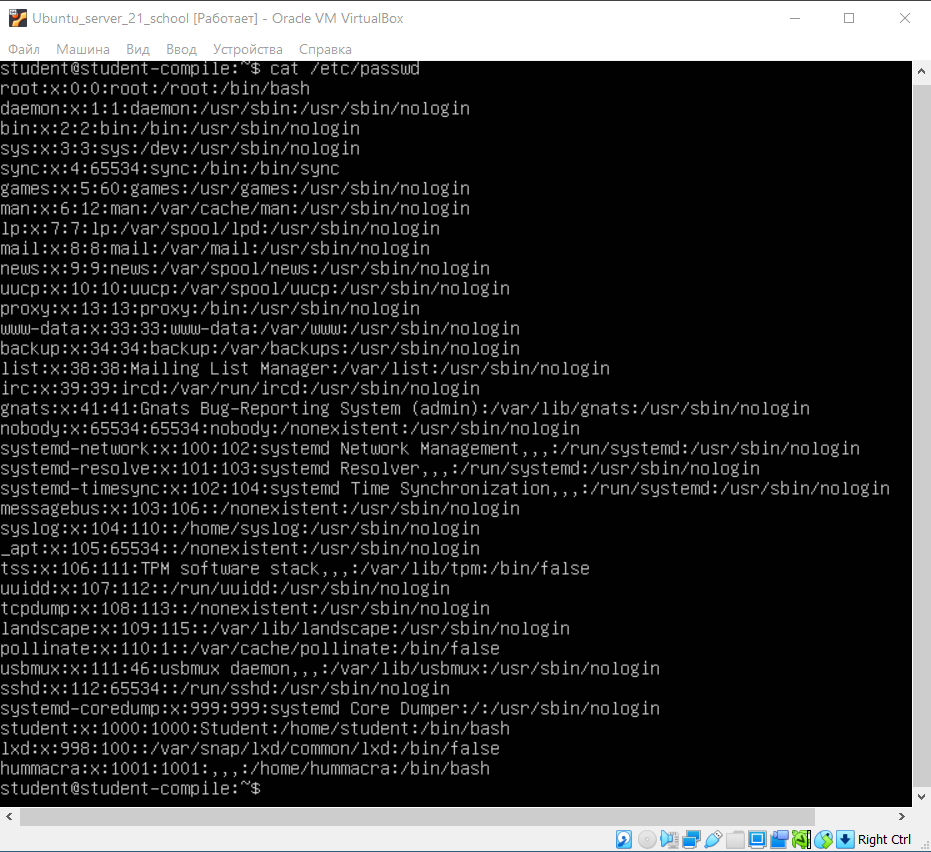 Ubuntu_server_21_school [Работает] - Oracle VM VirtualBox
Файл Машина Вид Ввод Устройства Справка
student@student-compile:~$ cat /etc/passwd
root:x:0:0:root:/root:/bin/bash
daemon:x:1:1:daemon:/usr/sbin:/usr/sbin/nologin
bin:x:2:2:bin:/bin:/usr/sbin/nologin
sys:x:3:3:sys:/dev:/usr/sbin/nologin
sync:x:4:65534:sync:/bin:/bin/sync
games:x:5:60:games:/usr/games:/usr/sbin/nologin
man:x:6:12:man:/var/cache/man:/usr/sbin/nologin
lp:x:7:7:lp:/var/spool/lpd:/usr/sbin/nologin
mail:x:8:8:mail:/var/mail:/usr/sbin/nologin
news:x:9:9:news:/var/spool/news:/usr/sbin/nologin
uucp:x:10:10:uucp:/var/spool/uucp:/usr/sbin/nologin
proxy:x:13:13:proxy:/bin:/usr/sbin/nologin
www-data:x:33:33:www-data:/var/www:/usr/sbin/nologin
backup:x:34:34:backup:/var/backups:/usr/sbin/nologin
list:x:38:38:Mailing List Manager:/var/list:/usr/sbin/nologin
irc:x:39:39:ircd:/var/run/ircd:/usr/sbin/nologin
gnats:x:41:41:Gnats Bug-Reporting System (admin):/var/lib/gnats:/usr/sbin/nologin
nobody:x:65534:65534:nobody:/nonexistent:/usr/sbin/nologin
systemd-network:x:100:102:systemd Network Management,,,:/run/systemd:/usr/sbin/nologin
systemd-resolve:x:101:103:systemd Resolver,,,:/run/systemd:/usr/sbin/nologin
systemd-timesync:x:102:104:systemd Time Synchronization,,,:/run/systemd:/usr/sbin/nologin
messagebus:x:103:106::/nonexistent:/usr/sbin/nologin
syslog:x:104:110::/home/syslog:/usr/sbin/nologin
_apt:x:105:65534::/nonexistent:/usr/sbin/nologin
tss:x:106:111:TPM software stack,,,:/var/lib/tpm:/bin/false
uuidd:x:107:112::/run/uuidd:/usr/sbin/nologin
tcpdump:x:108:113::/nonexistent:/usr/sbin/nologin
landscape:x:109:115::/var/lib/landscape:/usr/sbin/nologin
pollinate:x:110:1::/var/cache/pollinate:/bin/false
usbmux:x:111:46:usbmux daemon,,,:/var/lib/usbmux:/usr/sbin/nologin
sshd:x:112:65534::/run/sshd:/usr/sbin/nologin
systemd-coredump:x:999:999:systemd Core Dumper:/:/usr/sbin/nologin
student:x:1000:1000:Student:/home/student:/bin/bash
lxd:x:998:100::/var/snap/lxd/common/lxd:/bin/false
hummacra:x:1001:1001:,,,:/home/hummacra:/bin/bash
student@student-compile:~$
Right Ctrl